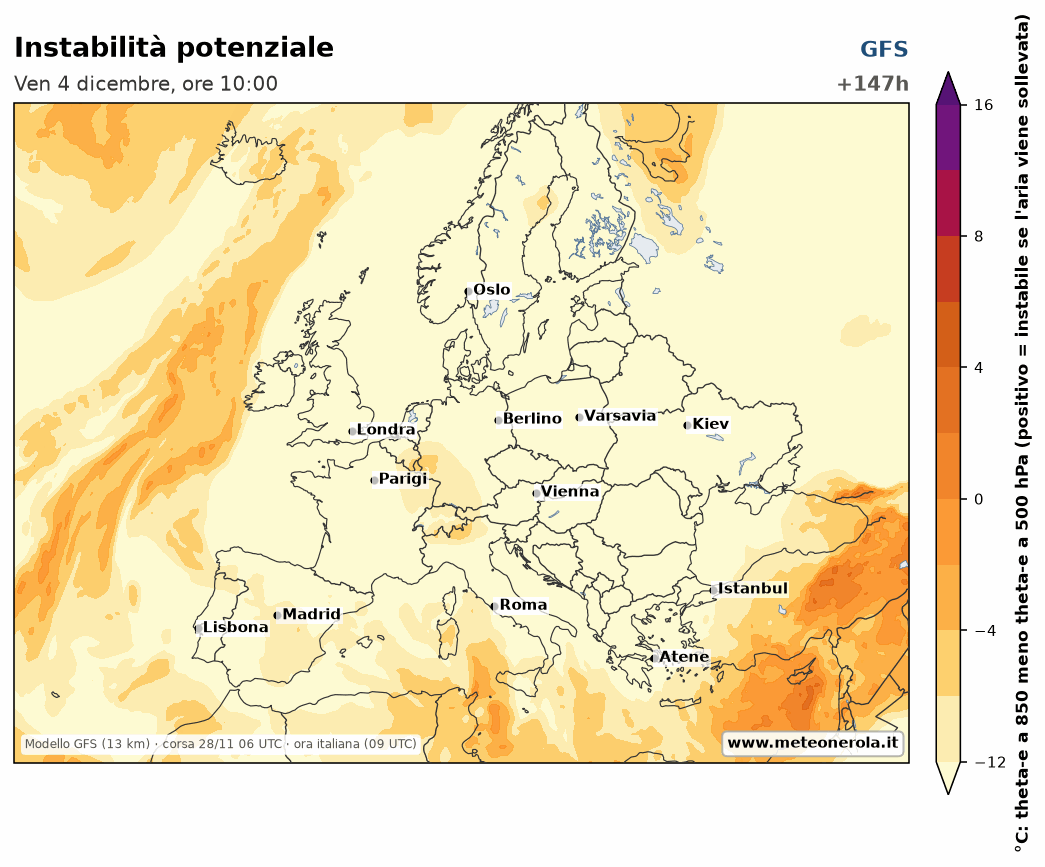 Instabilità potenziale
GFS
Ven 4 dicembre, ore 10:00
+147h
Oslo
Londra
Berlino
Varsavia
Kiev
Parigi
Vienna
Istanbul
Roma
Madrid
Lisbona
Atene
Modello GFS (13 km) · corsa 28/11 06 UTC · ora italiana (09 UTC)
www.meteonerola.it
16
8
4
0
−4
−12
°C: theta-e a 850 meno theta-e a 500 hPa (positivo = instabile se l'aria viene sollevata)